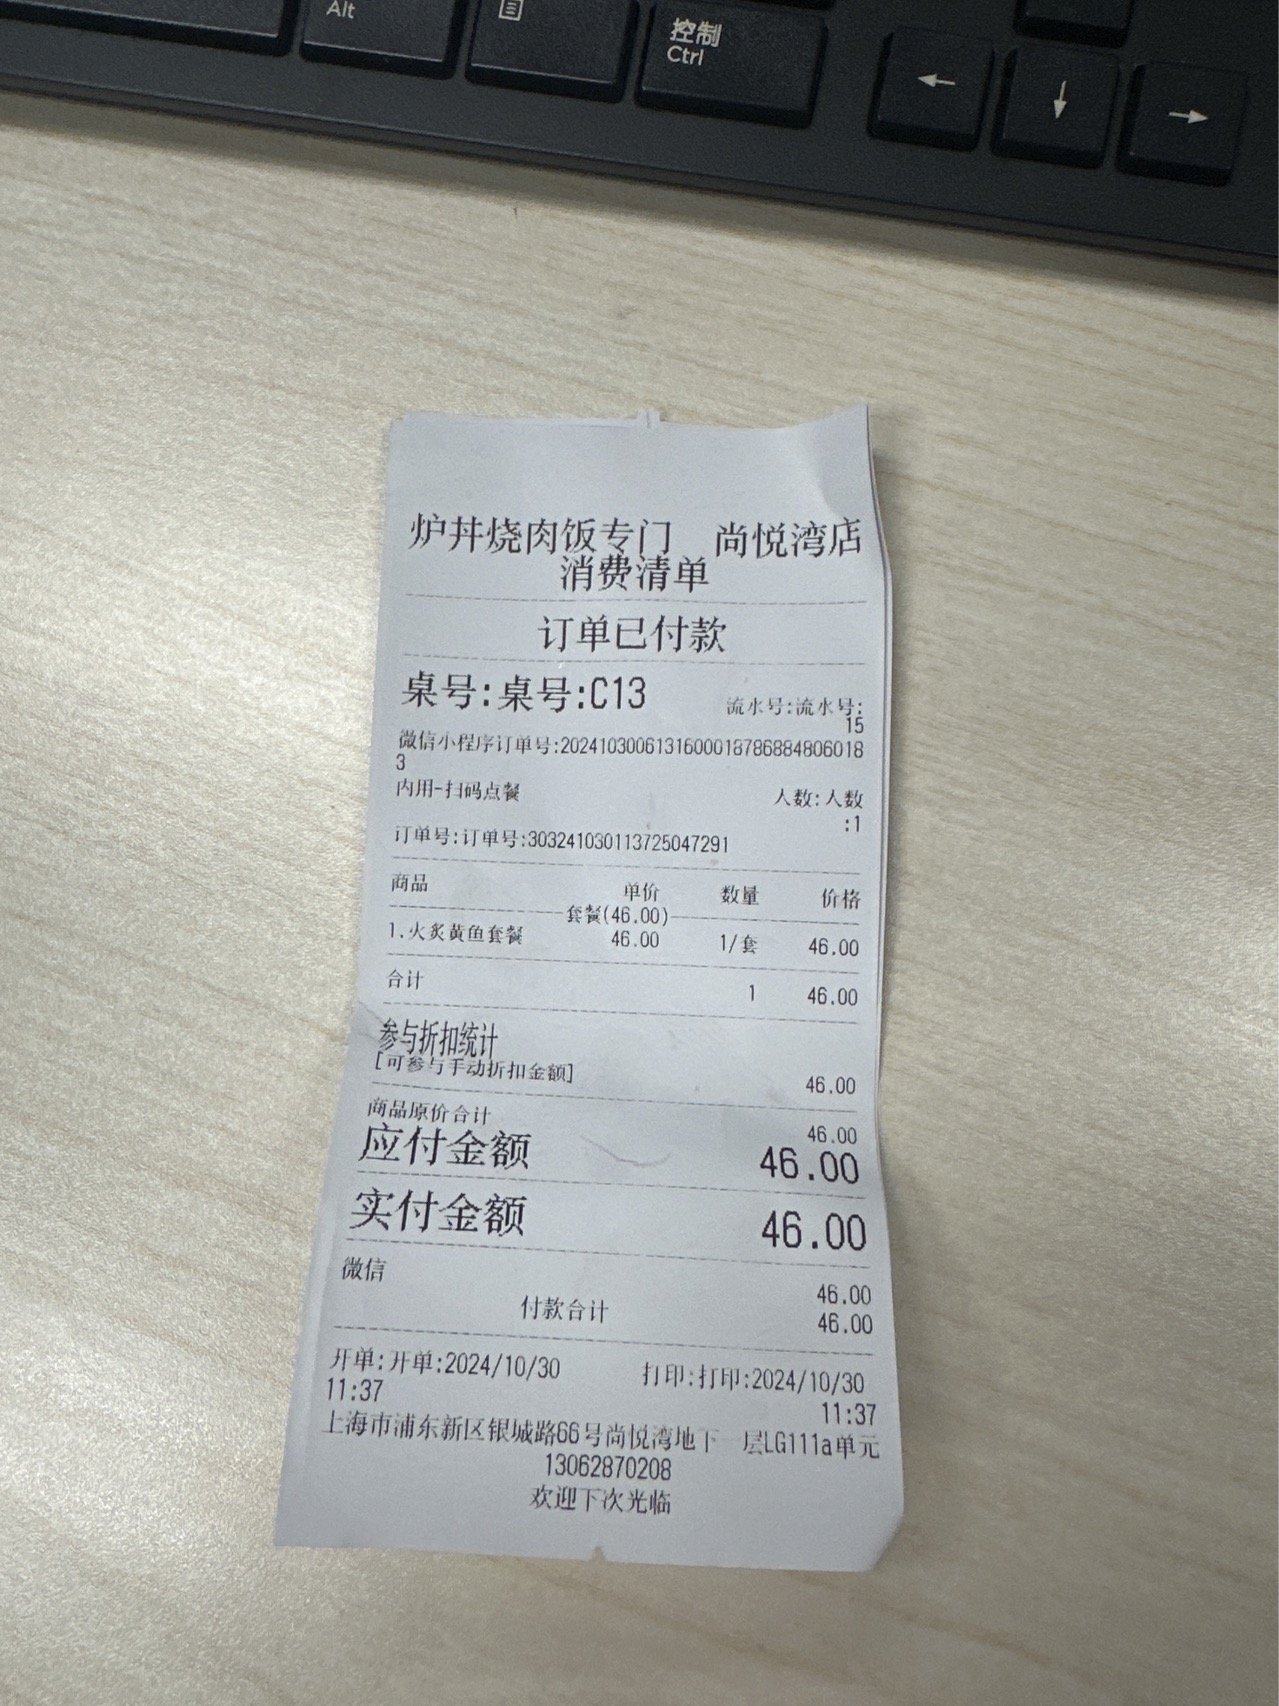 Alt
控制
Ctrl
炉丼烧肉饭专门 尚悦湾店
消费清单
订单已付款
桌号:桌号:C13 流水号:流水号:
15
微信小程序订单号:2024103006131600018786884806018
3
内用-扫码点餐 人数:人数
:1
订单号:订单号:303241030113725047291
商品 单价 数量 价格
套餐(46.00)
1.火炙黄鱼套餐 46.00 1/套 46.00
合计 1 46.00
参与折扣统计
[可参与手动折扣金额] 46.00
商品原价合计 46.00
应付金额 46.00
实付金额 46.00
微信 46.00
付款合计 46.00
开单:开单:2024/10/30 打印:打印:2024/10/30
11:37 11:37
上海市浦东新区银城路66号尚悦湾地下 层LG111a单元
13062870208
欢迎下次光临